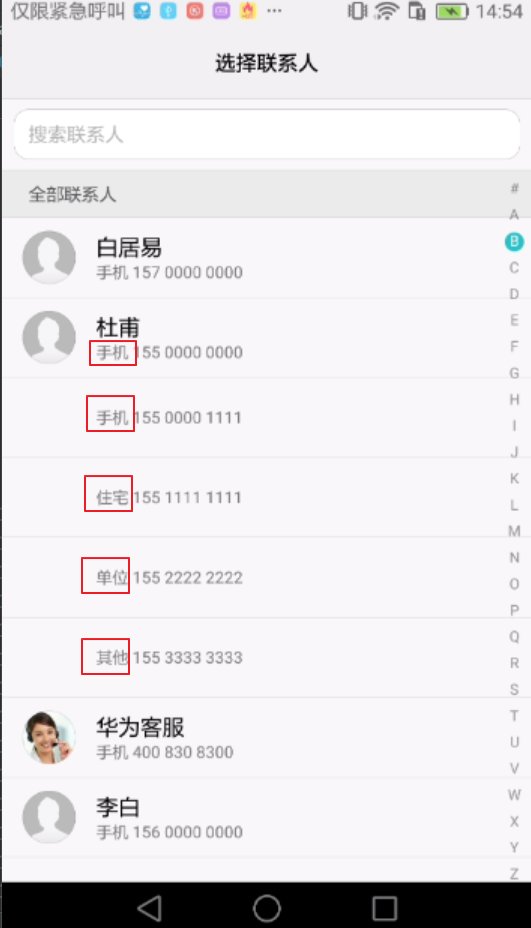 仅限紧急呼叫 ··· 14:54
选择联系人
搜索联系人
全部联系人
白居易
手机 157 0000 0000
杜甫
手机 155 0000 0000
手机 155 0000 1111
住宅 155 1111 1111
单位 155 2222 2222
其他 155 3333 3333
华为客服
手机 400 830 8300
李白
手机 156 0000 0000
#
A
B
C
D
E
F
G
H
I
J
K
L
M
N
O
P
Q
R
S
T
U
V
W
X
Y
Z